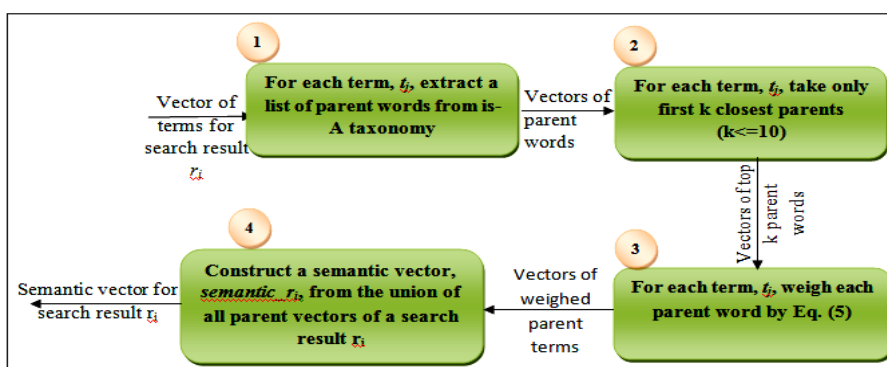 1
For each term, tj, extract a
list of parent words from is-
A taxonomy
2
For each term, tj, take only
first k closest parents
(k<=10)
Vector of
terms for
search result
ri
Vectors of
parent
words
Vectors of top
k parent
words
3
For each term, tj, weigh each
parent word by Eq. (5)
Vectors of
weighed
parent
terms
4
Construct a semantic vector,
semantic_ri, from the union of
all parent vectors of a search
result ri
Semantic vector for
search result ri